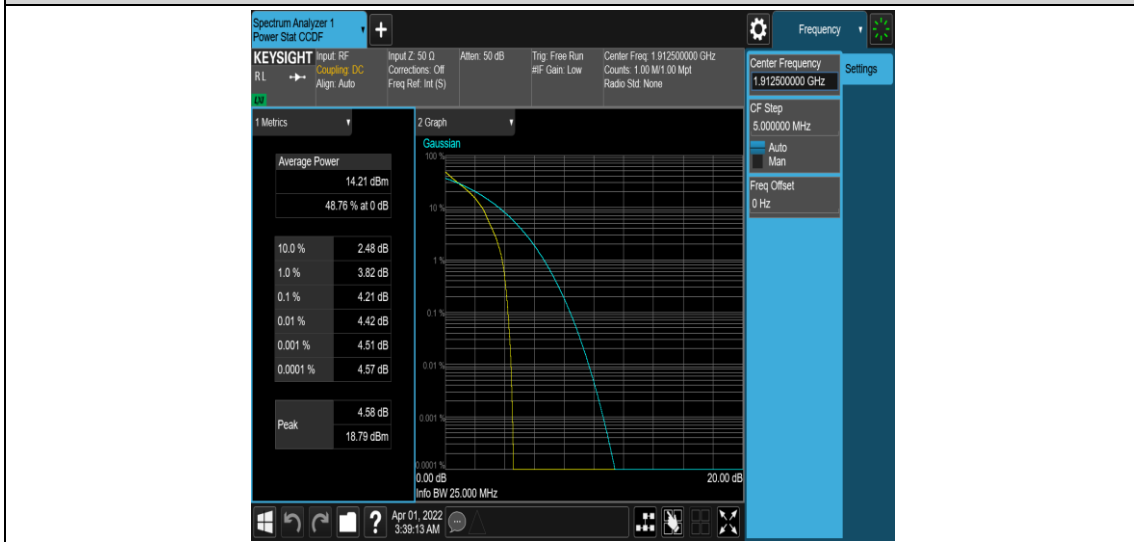 Spectrum Analyzer 1
Power Stat CCDF
+
Frequency
KEYSIGHT
RL
LXI
Input: RF
Coupling: DC
Align: Auto
Input Z: 50 Ω
Corrections: Off
Freq Ref: Int (S)
Atten: 50 dB
Trig: Free Run
#IF Gain: Low
Center Freq: 1.912500000 GHz
Counts: 1.00 M/1.00 Mpt
Radio Std: None
Center Frequency
1.912500000 GHz
Settings
CF Step
5.000000 MHz
Auto
Man
Freq Offset
0 Hz
1 Metrics
Average Power
14.21 dBm
48.76 % at 0 dB
10.0 % 2.48 dB
1.0 % 3.82 dB
0.1 % 4.21 dB
0.01 % 4.42 dB
0.001 % 4.51 dB
0.0001 % 4.57 dB
Peak
4.58 dB
18.79 dBm
2 Graph
Gaussian
100 %
10 %
1 %
0.1 %
0.01 %
0.001 %
0.0001 %
0.00 dB 20.00 dB
Info BW 25.000 MHz
?
Apr 01, 2022
3:39:13 AM